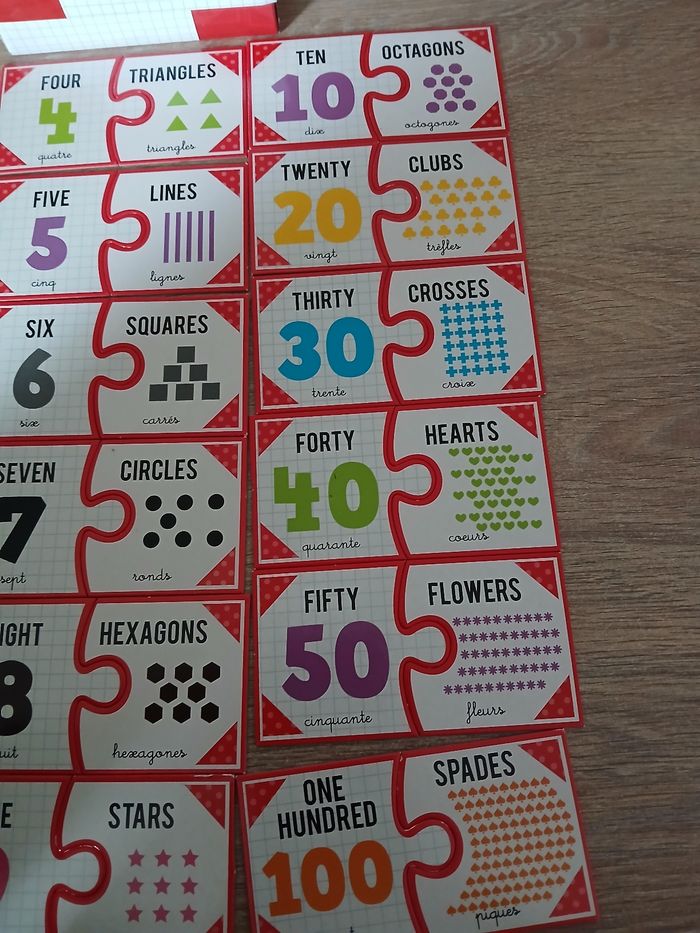 FOUR
4
quatre
TRIANGLES
triangles
FIVE
5
cinq
LINES
lignes
SIX
6
six
SQUARES
carrés
SEVEN
7
sept
CIRCLES
ronds
IGHT
8
uit
HEXAGONS
hexagones
E
STARS
TEN
10
dix
OCTAGONS
octogones
TWENTY
20
vingt
CLUBS
trèfles
THIRTY
30
trente
CROSSES
croix
FORTY
40
quarante
HEARTS
coeurs
FIFTY
50
cinquante
FLOWERS
fleurs
ONE
HUNDRED
100
SPADES
piques